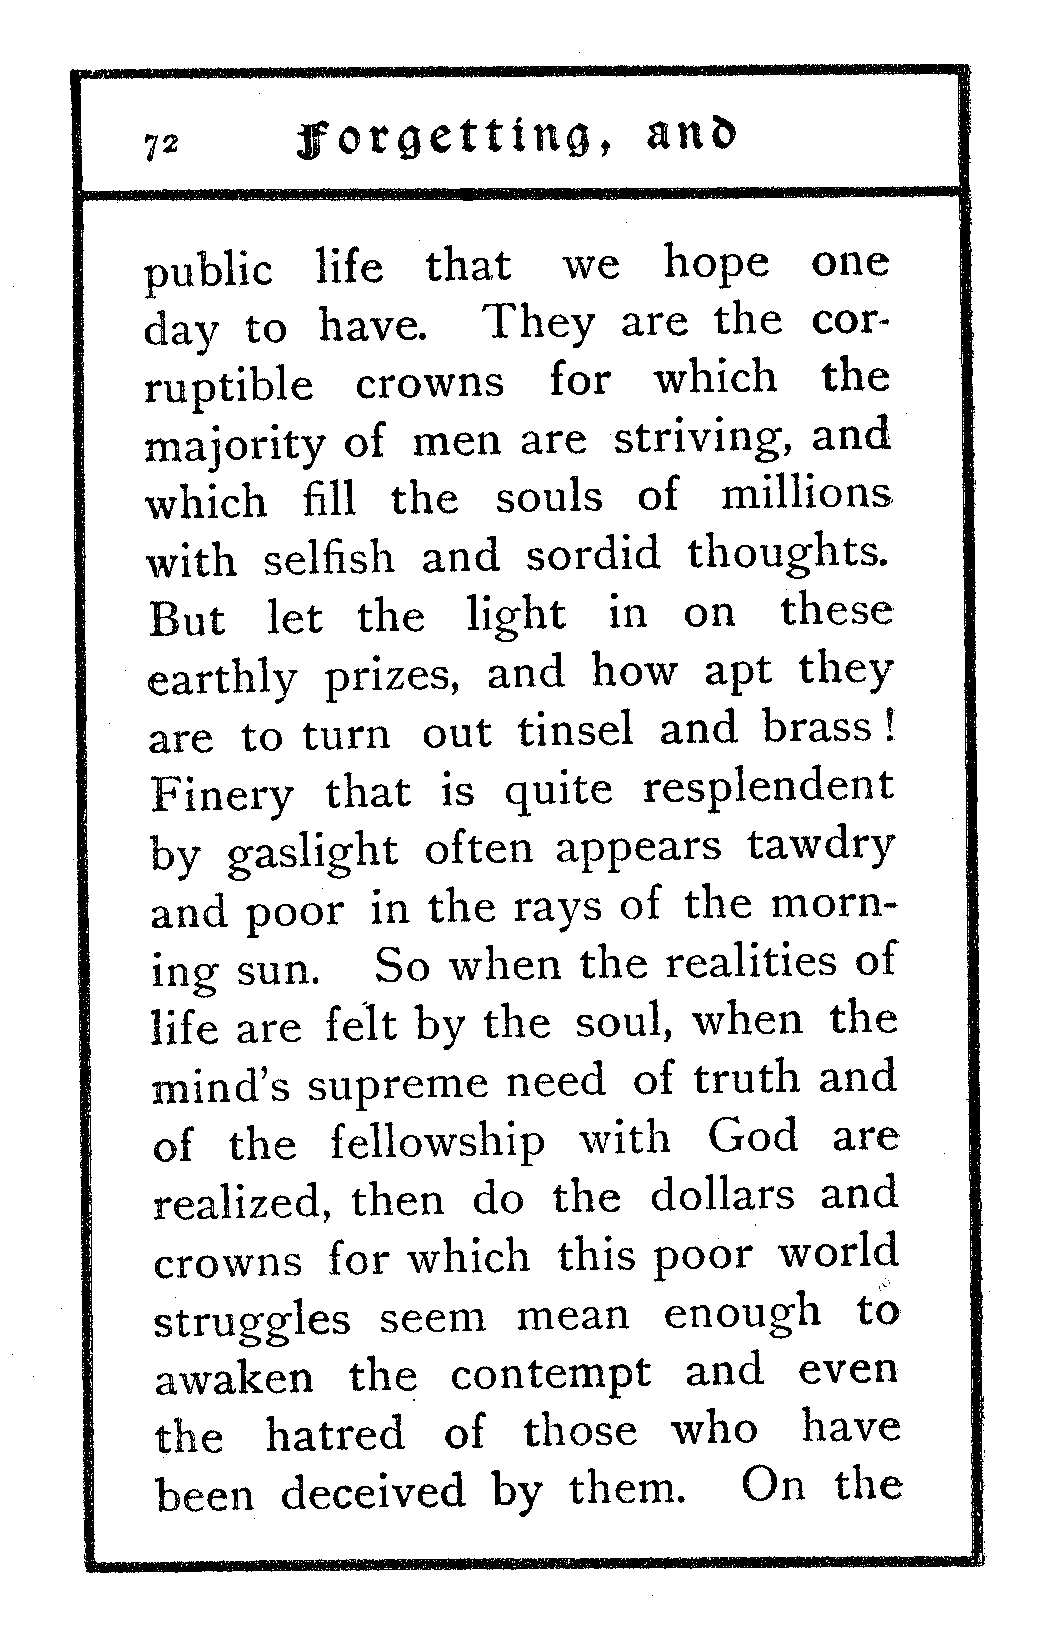 72 Forgetting, and
public life that we hope one
day to have. They are the cor-
ruptible crowns for which the
majority of men are striving, and
which fill the souls of millions
with selfish and sordid thoughts.
But let the light in on these
earthly prizes, and how apt they
are to turn out tinsel and brass!
Finery that is quite resplendent
by gaslight often appears tawdry
and poor in the rays of the morn-
ing sun. So when the realities of
life are felt by the soul, when the
mind's supreme need of truth and
of the fellowship with God are
realized, then do the dollars and
crowns for which this poor world
struggles seem mean enough to
awaken the contempt and even
the hatred of those who have
been deceived by them. On the